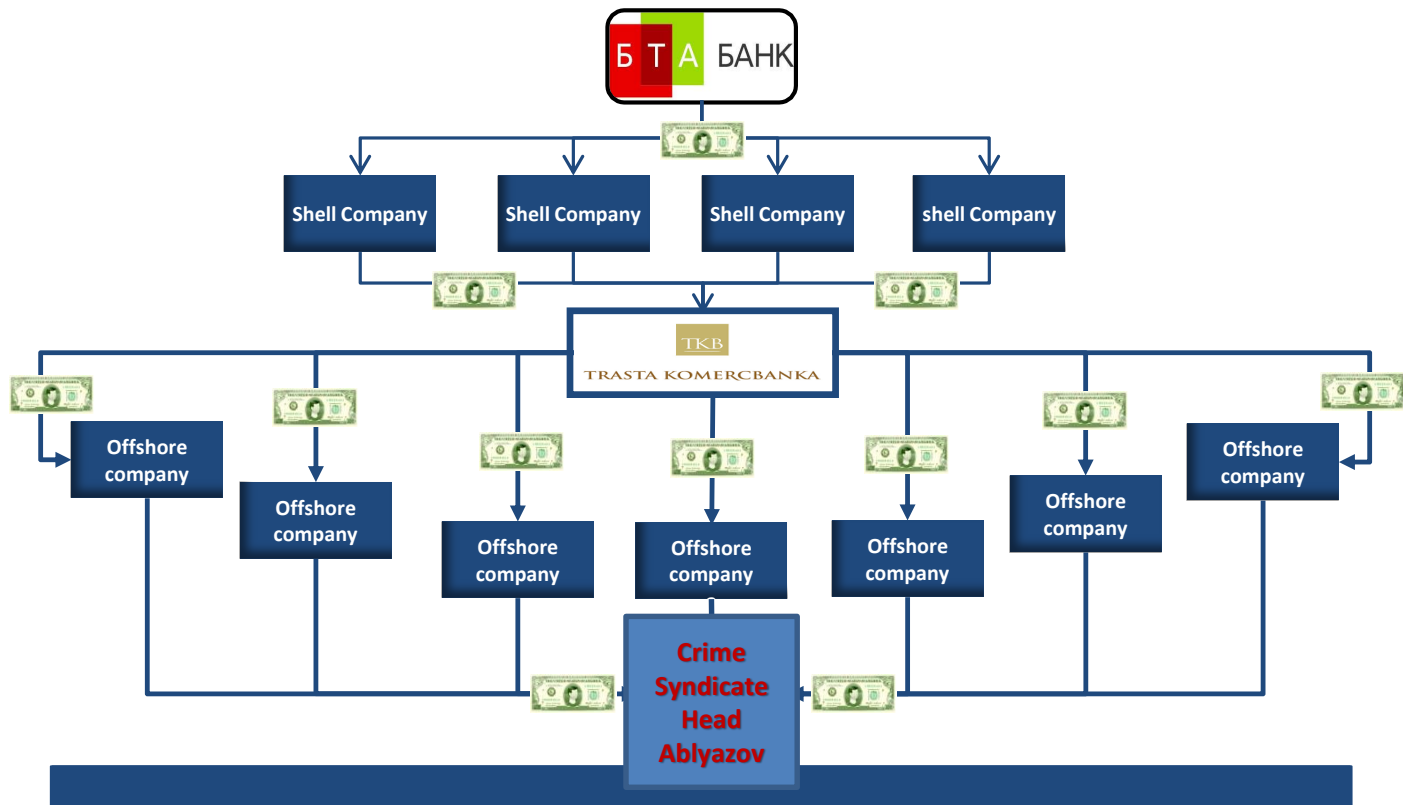 БТА БАНК
Shell Company
Shell Company
Shell Company
shell Company
TKB
TRASTA KOMERCBANKA
Offshore
company
Offshore
company
Offshore
company
Offshore
company
Offshore
company
Offshore
company
Offshore
company
Crime
Syndicate
Head
Ablyazov